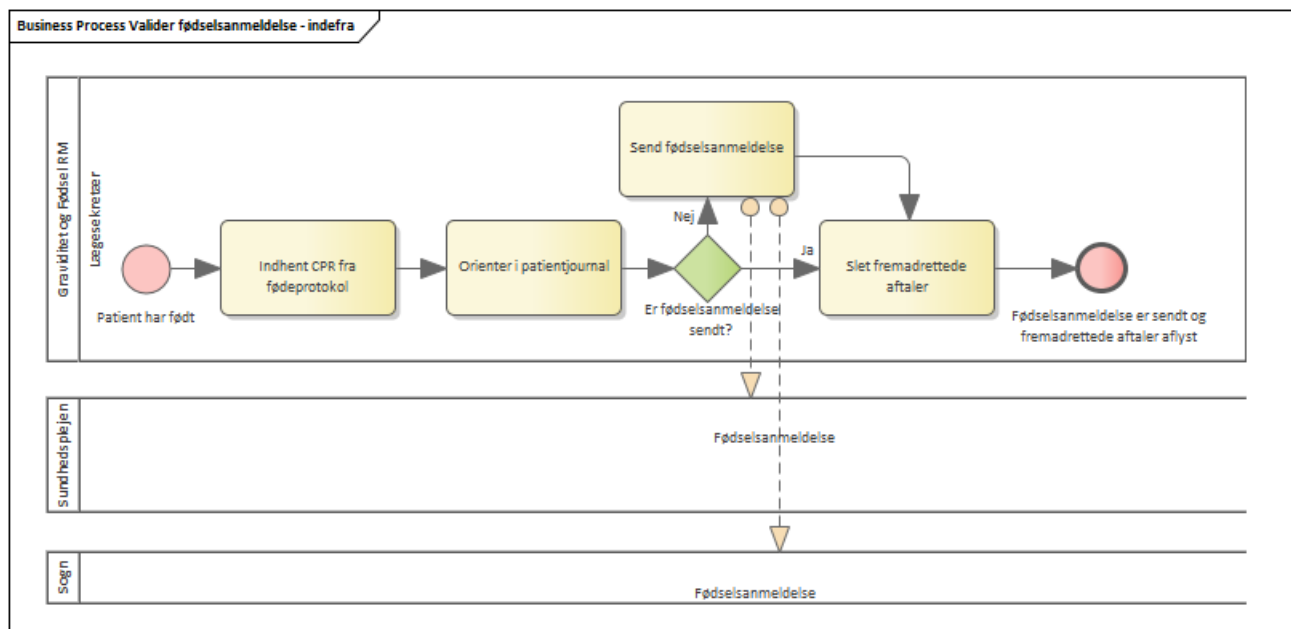 Business Process Valider fødselsanmeldelse - indefra
Graviditet og Fødsel RM
Lægesekretær
Patient har født
Indhent CPR fra
fødeprotokol
Orienter i patientjournal
Er fødselsanmeldelse
sendt?
Nej
Send fødselsanmeldelse
Ja
Slet fremadrettede
aftaler
Fødselsanmeldelse er sendt og
fremadrettede aftaler aflyst
Sundhedsplejen
Fødselsanmeldelse
Sogn
Fødselsanmeldelse